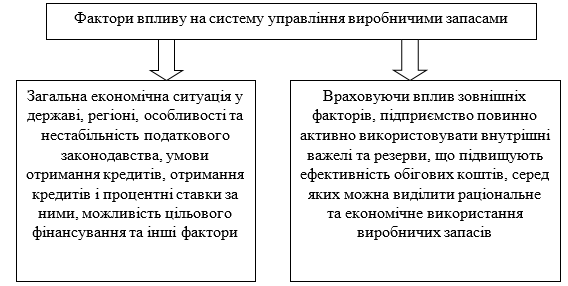 Фактори впливу на систему управління виробничими запасами
Загальна економічна ситуація у
державі, регіоні, особливості та
нестабільність податкового
законодавства, умови
отримання кредитів, отримання
кредитів і процентні ставки за
ними, можливість цільового
фінансування та інші фактори
Враховуючи вплив зовнішніх
факторів, підприємство повинно
активно використовувати внутрішні
важелі та резерви, що підвищують
ефективність обігових коштів, серед
яких можна виділити раціональне
та економічне використання
виробничих запасів